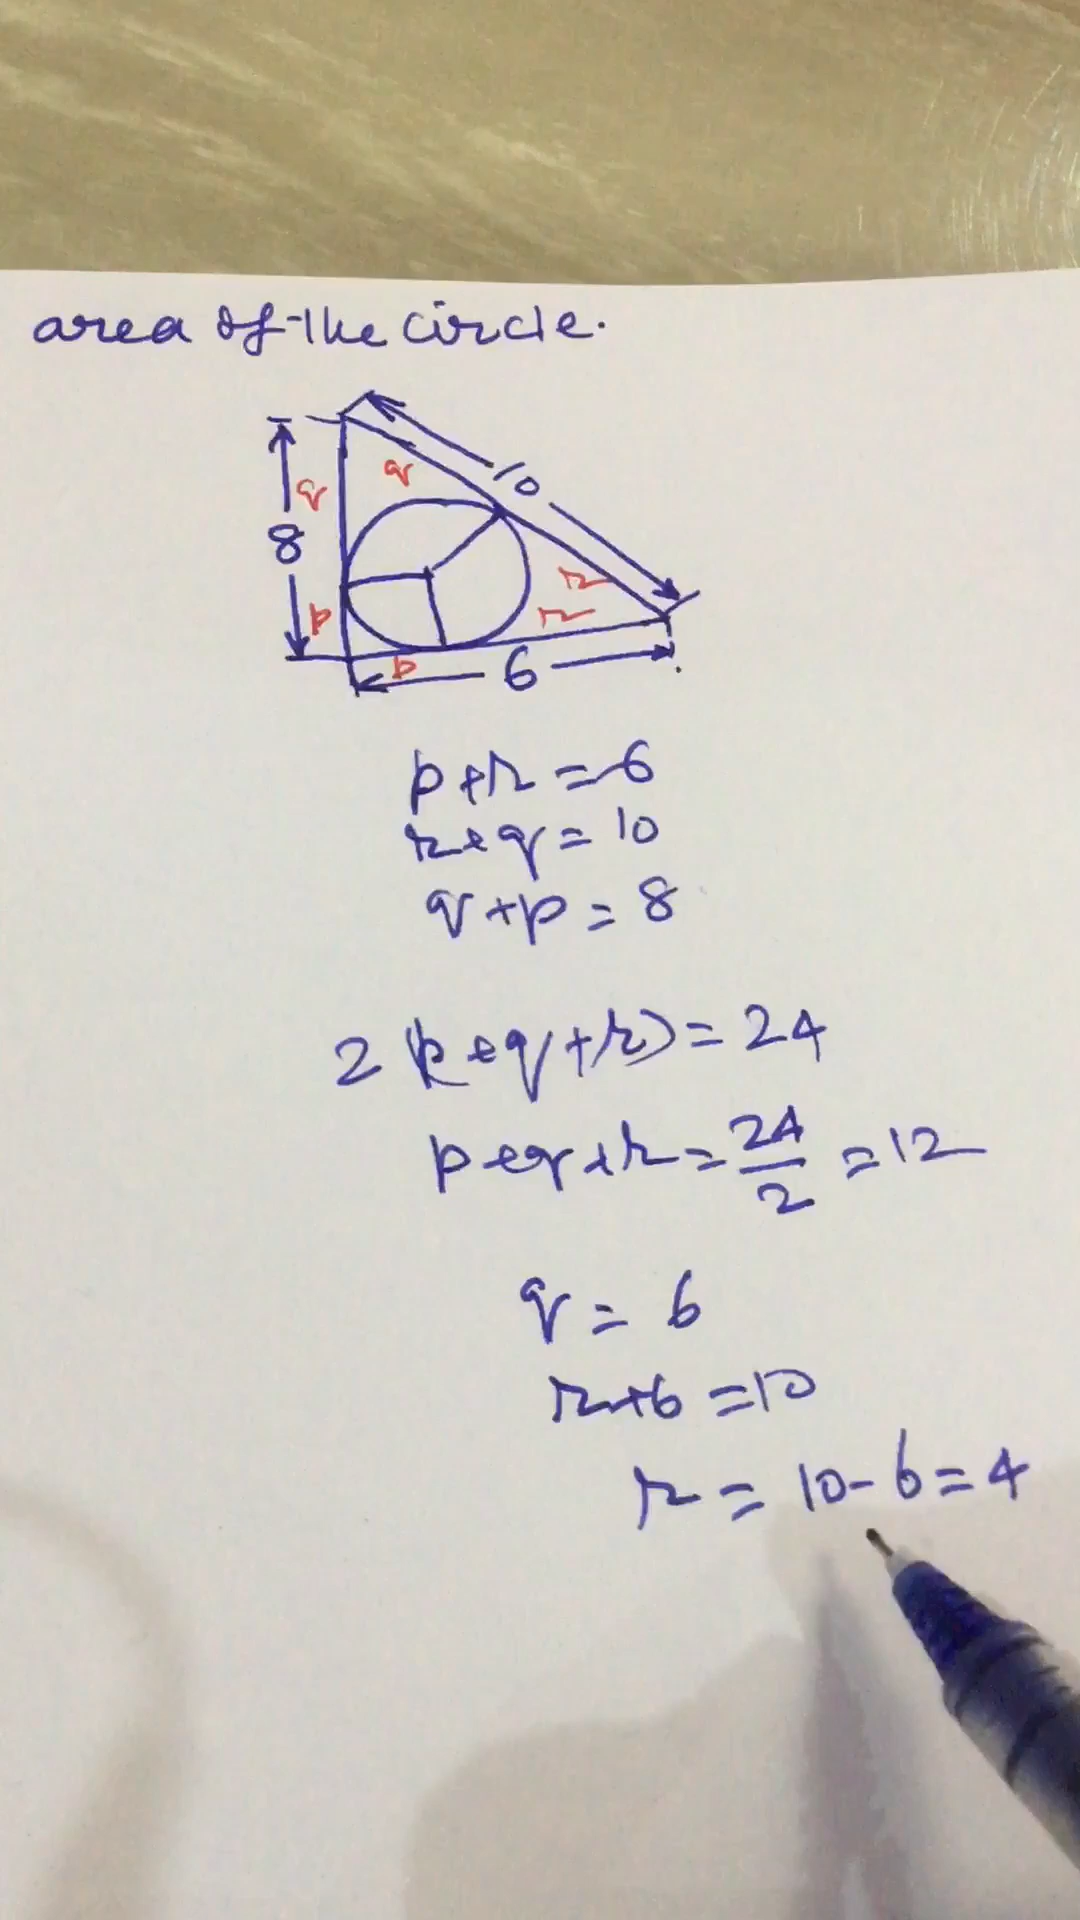 area of the circle.
10
q
q
8
r
r
p
p
6
p+r=6
r+q=10
q+p=8
2(p+q+r)=24
p+q+r=24/2=12
q=6
r+6=10
r=10-6=4